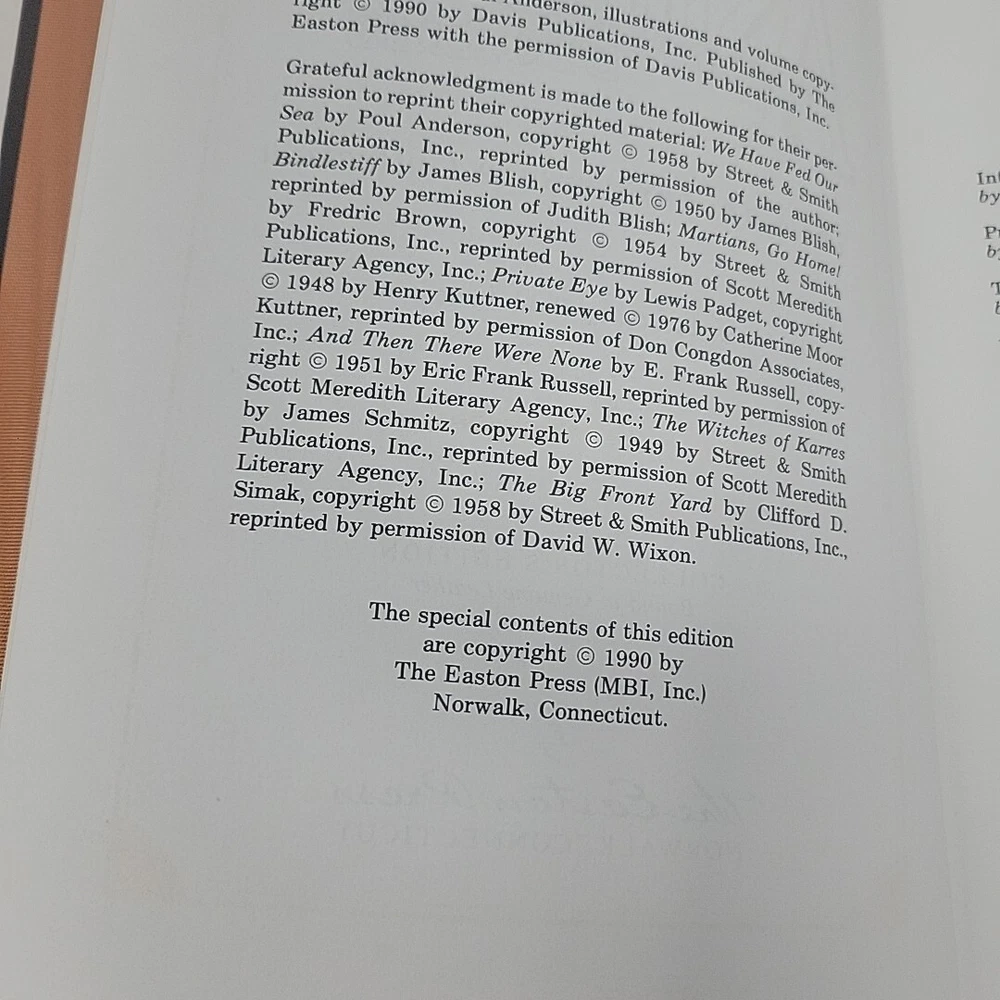 Anderson, illustrations and volume copy-
right © 1990 by Davis Publications, Inc. Published by The
Easton Press with the permission of Davis Publications, Inc.
Grateful acknowledgment is made to the following for their per-
mission to reprint their copyrighted material: We Have Fed Our
Sea by Poul Anderson, copyright © 1958 by Street & Smith
Publications, Inc., reprinted by permission of the author;
Bindlestiff by James Blish, copyright © 1950 by James Blish,
reprinted by permission of Judith Blish; Martians, Go Home!
by Fredric Brown, copyright © 1954 by Street & Smith
Publications, Inc., reprinted by permission of Scott Meredith
Literary Agency, Inc.; Private Eye by Lewis Padget, copyright
© 1948 by Henry Kuttner, renewed © 1976 by Catherine Moor
Kuttner, reprinted by permission of Don Congdon Associates,
Inc.; And Then There Were None by E. Frank Russell, copy-
right © 1951 by Eric Frank Russell, reprinted by permission of
Scott Meredith Literary Agency, Inc.; The Witches of Karres
by James Schmitz, copyright © 1949 by Street & Smith
Publications, Inc., reprinted by permission of Scott Meredith
Literary Agency, Inc.; The Big Front Yard by Clifford D.
Simak, copyright © 1958 by Street & Smith Publications, Inc.,
reprinted by permission of David W. Wixon.
The special contents of this edition
are copyright © 1990 by
The Easton Press (MBI, Inc.)
Norwalk, Connecticut.
by